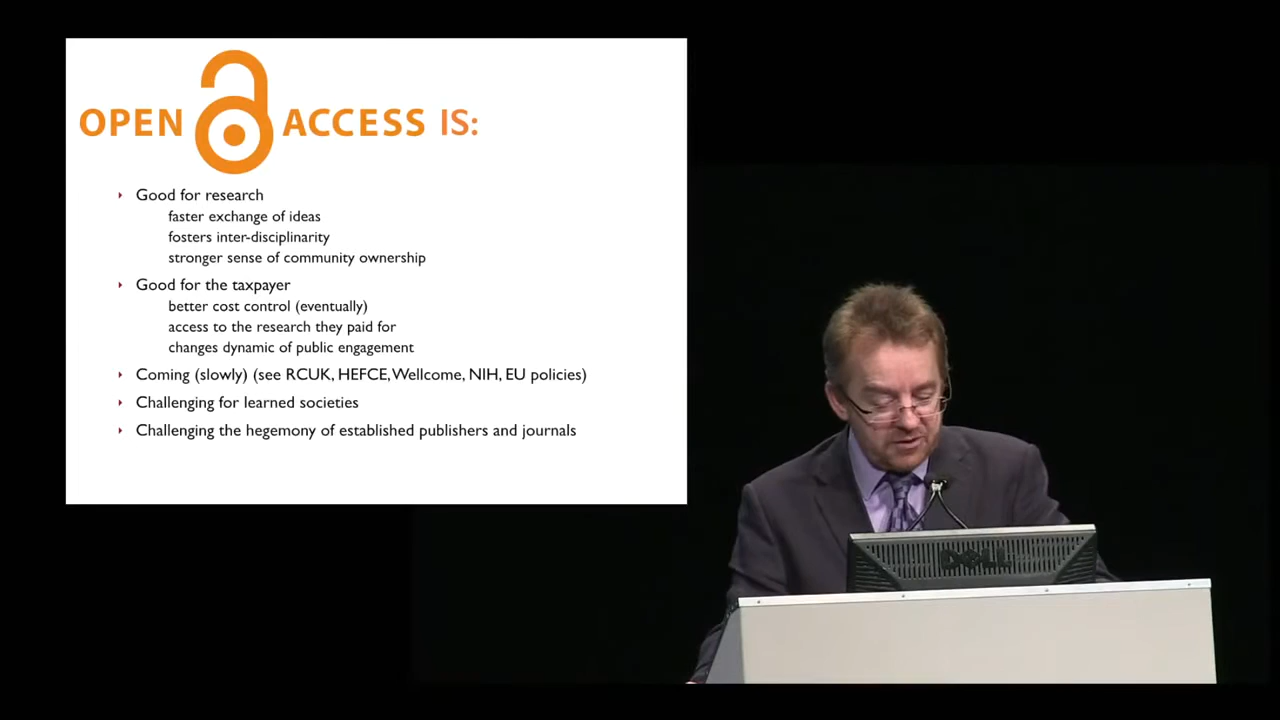 OPEN ACCESS IS:
Good for research
faster exchange of ideas
fosters inter-disciplinarity
stronger sense of community ownership
Good for the taxpayer
better cost control (eventually)
access to the research they paid for
changes dynamic of public engagement
Coming (slowly) (see RCUK, HEFCE, Wellcome, NIH, EU policies)
Challenging for learned societies
Challenging the hegemony of established publishers and journals
DELL